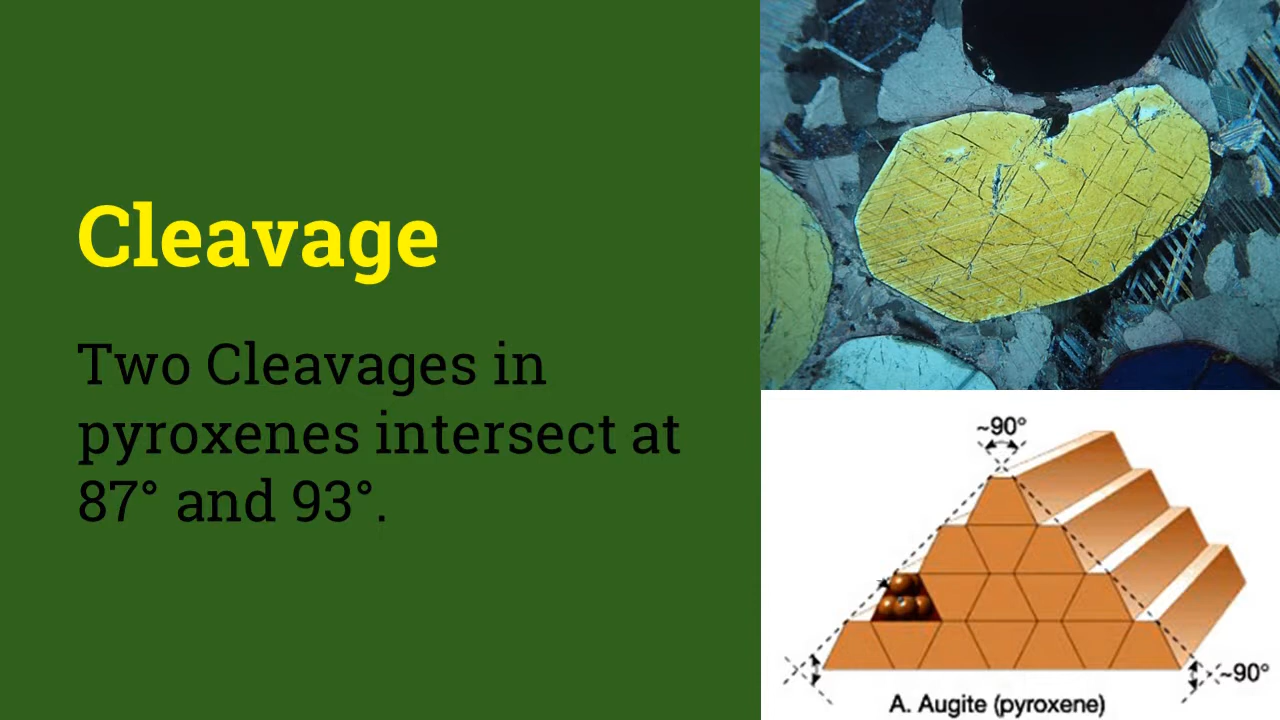 Cleavage
Two Cleavages in
pyroxenes intersect at
87° and 93°.
~90°
~90°
A. Augite (pyroxene)